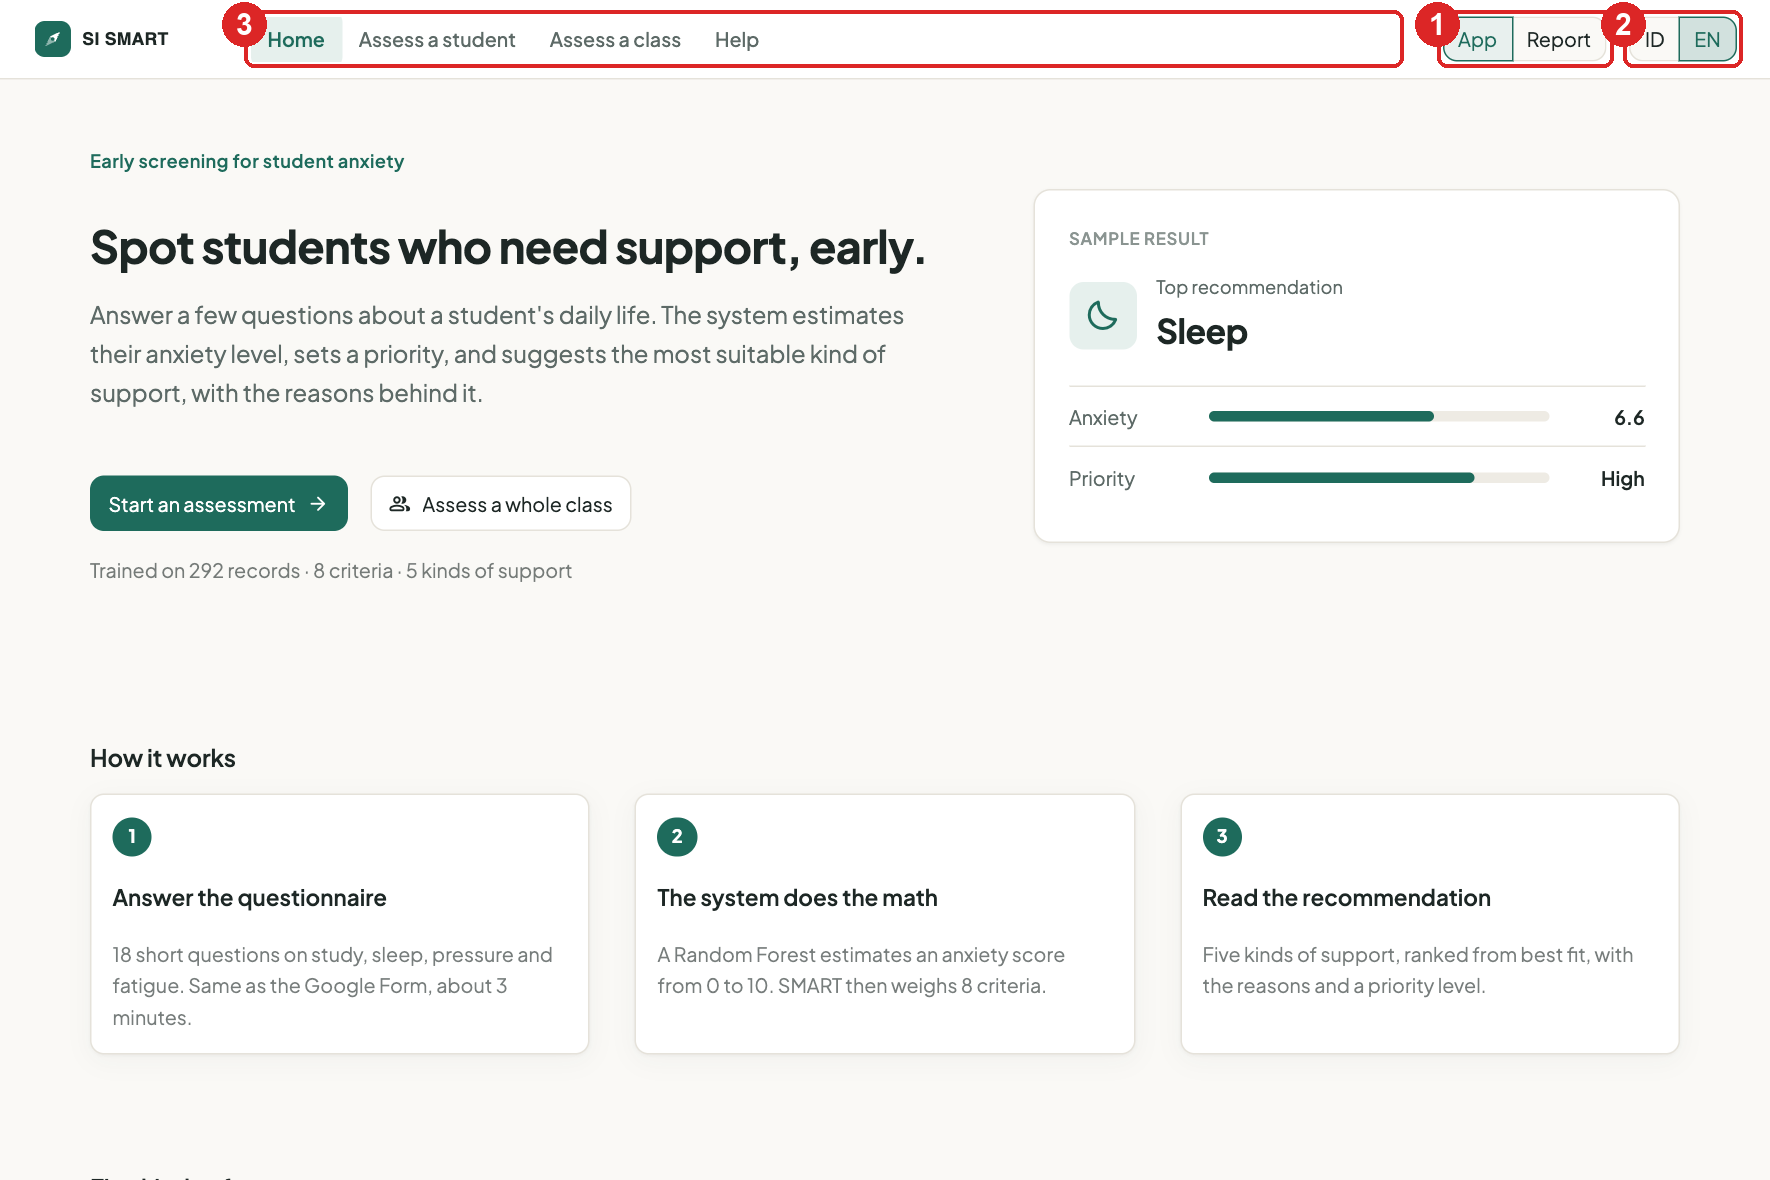 SI SMART
3
Home
Assess a student
Assess a class
Help
1
App
Report
2
ID
EN
Early screening for student anxiety
Spot students who need support, early.
Answer a few questions about a student's daily life. The system estimates
their anxiety level, sets a priority, and suggests the most suitable kind of
support, with the reasons behind it.
Start an assessment →
Assess a whole class
Trained on 292 records · 8 criteria · 5 kinds of support
SAMPLE RESULT
Top recommendation
Sleep
Anxiety
6.6
Priority
High
How it works
1
Answer the questionnaire
18 short questions on study, sleep, pressure and
fatigue. Same as the Google Form, about 3
minutes.
2
The system does the math
A Random Forest estimates an anxiety score
from 0 to 10. SMART then weighs 8 criteria.
3
Read the recommendation
Five kinds of support, ranked from best fit, with
the reasons and a priority level.